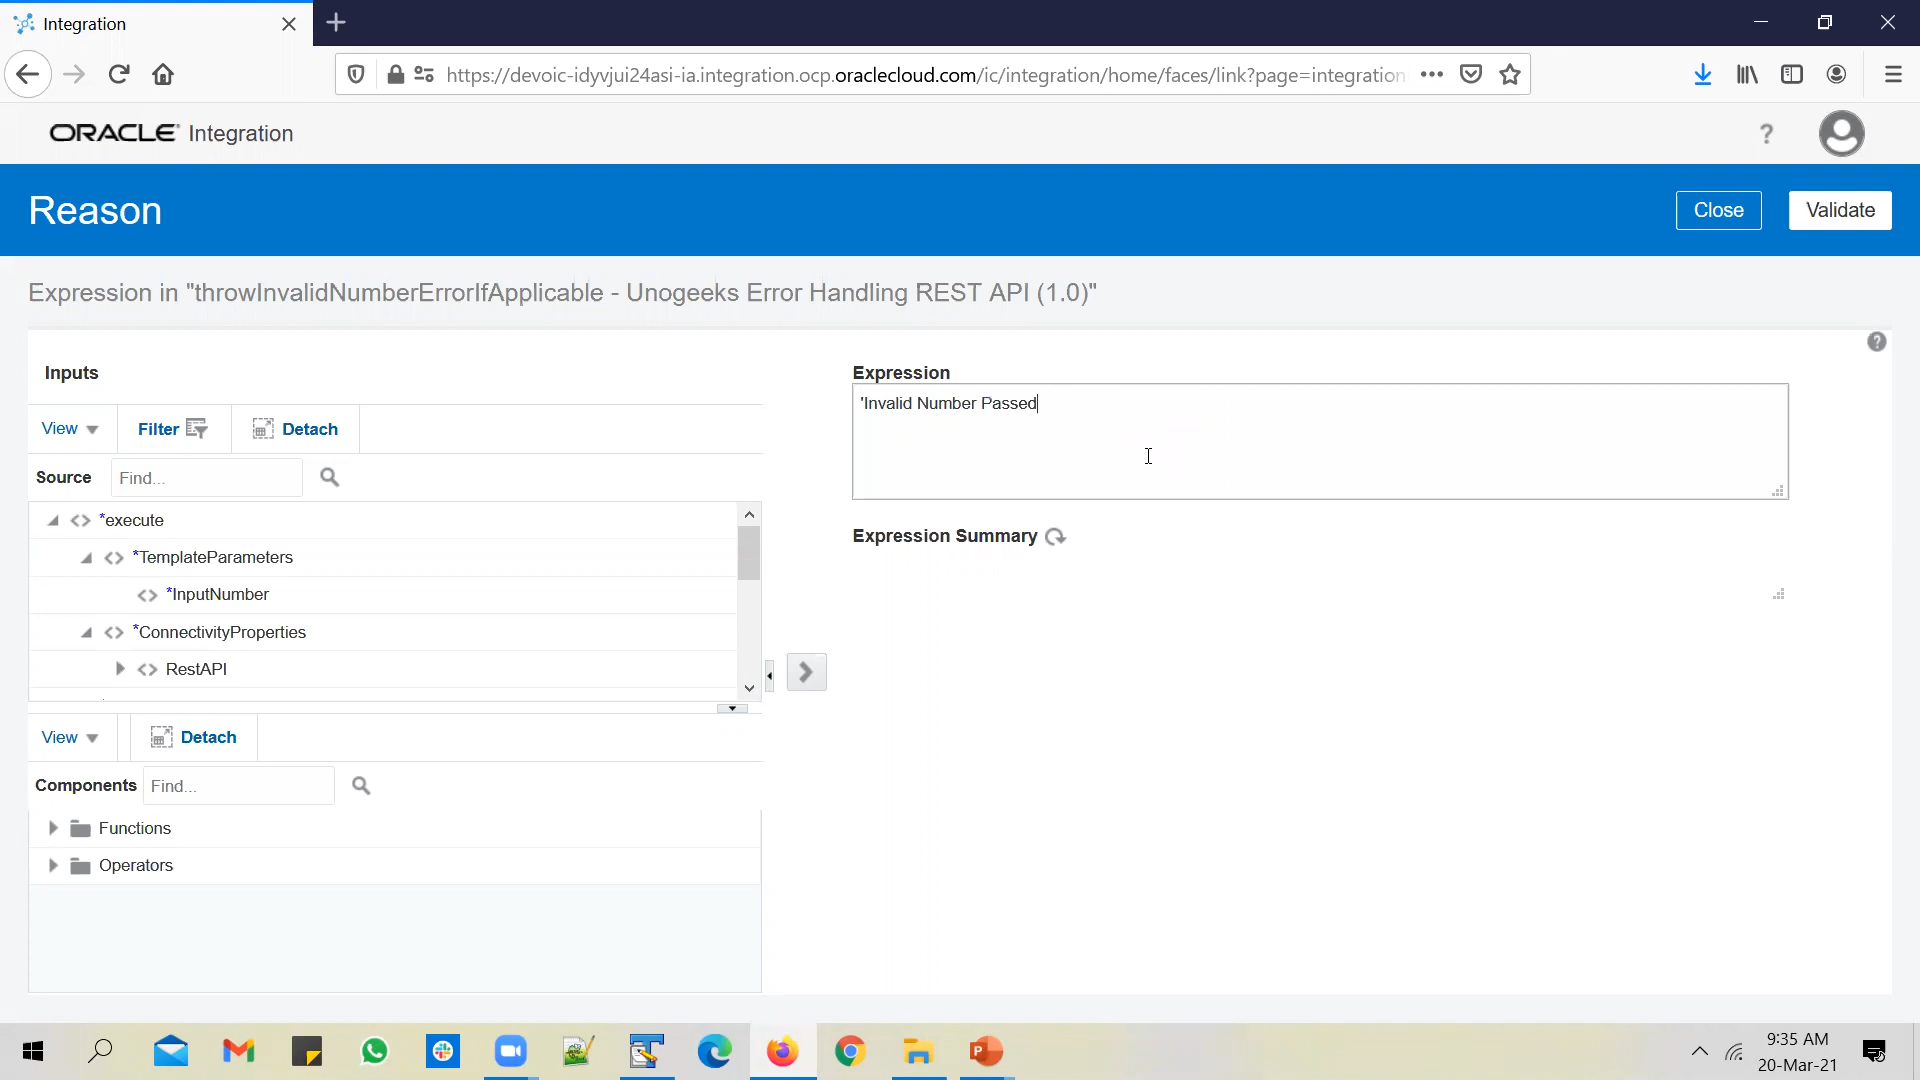 Integration
https://devoic-idyvjui24asi-ia.integration.ocp.oraclecloud.com/ic/integration/home/faces/link?page=integration
ORACLE Integration
?
Reason
Close
Validate
Expression in "throwInvalidNumberErrorIfApplicable - Unogeeks Error Handling REST API (1.0)"
Inputs
View
Filter
Detach
Source
Find...
*execute
*TemplateParameters
*InputNumber
*ConnectivityProperties
RestAPI
View
Detach
Components
Find...
Functions
Operators
Expression
'Invalid Number Passed
Expression Summary
9:35 AM
20-Mar-21